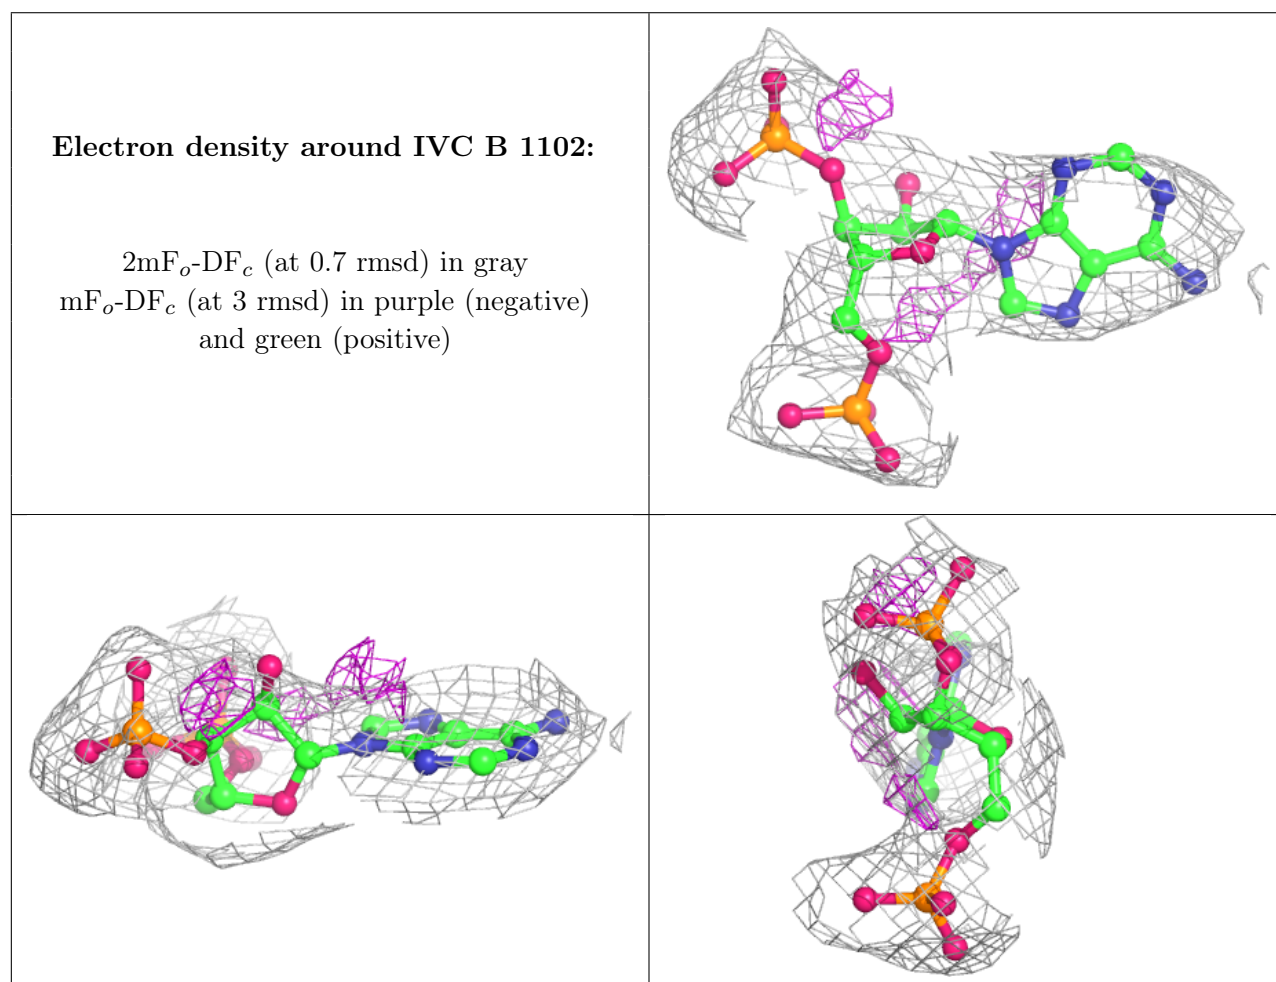 Electron density around IVC B 1102:
2mFo-DFc (at 0.7 rmsd) in gray
mFo-DFc (at 3 rmsd) in purple (negative)
and green (positive)